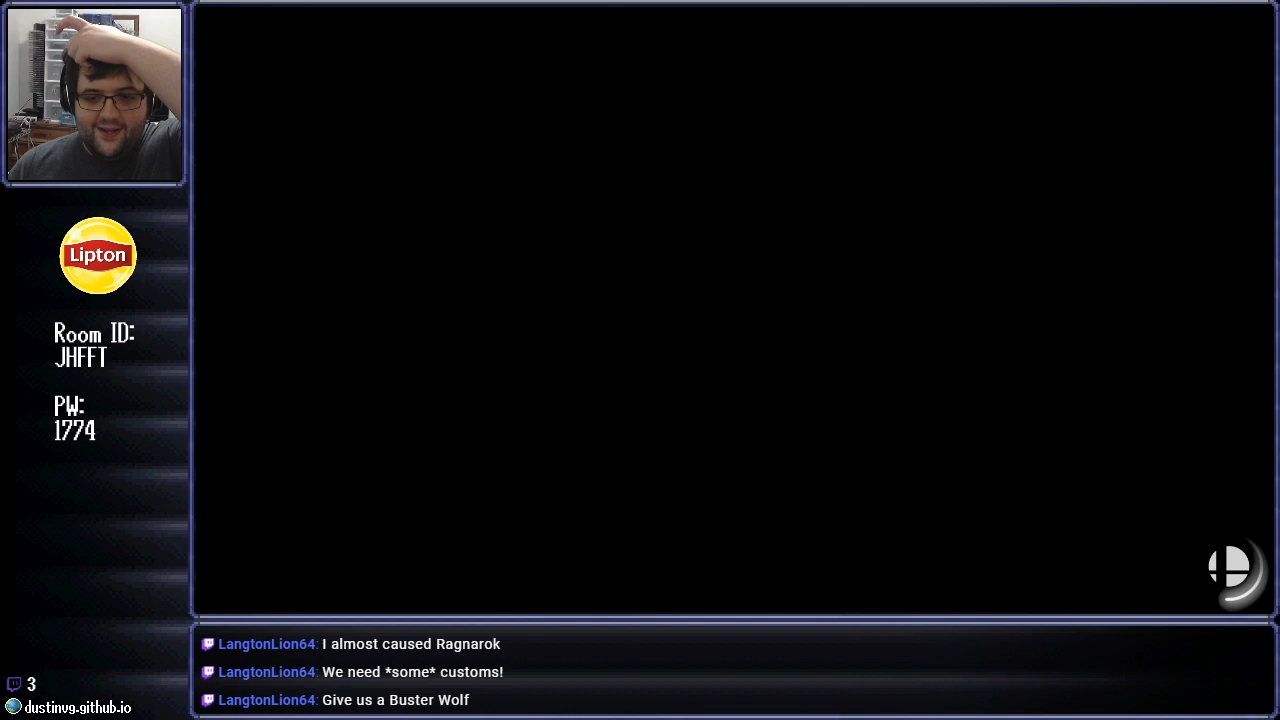 Lipton
Room ID:
JHFFT
PW:
1774
3
dustinvg.github.io
LangtonLion64: I almost caused Ragnarok
LangtonLion64: We need *some* customs!
LangtonLion64: Give us a Buster Wolf